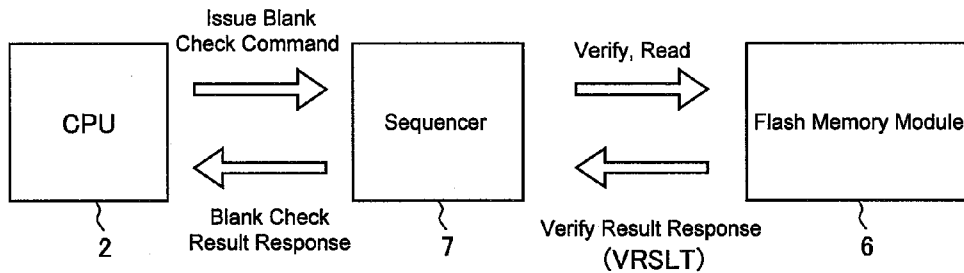 Issue Blank
Check Command
Verify, Read
CPU
Sequencer
Flash Memory Module
Blank Check
Result Response
Verify Result Response
(VRSLT)
2
7
6